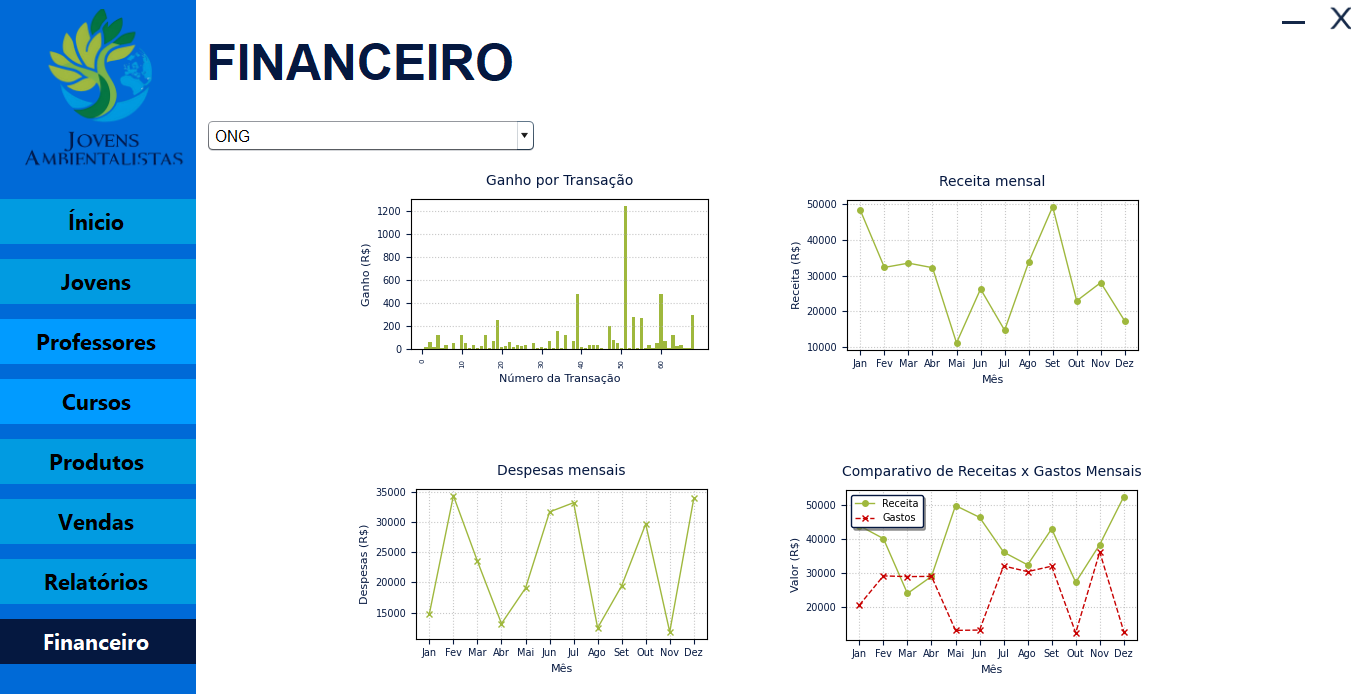 JOVENS
AMBIENTALISTAS
Ínicio
Jovens
Professores
Cursos
Produtos
Vendas
Relatórios
Financeiro
X
FINANCEIRO
ONG
Ganho por Transação
Ganho (R$)
1200
1000
800
600
400
200
0
0 10 20 30 40 50 60
Número da Transação
Receita mensal
Receita (R$)
50000
40000
30000
20000
10000
Jan Fev Mar Abr Mai Jun Jul Ago Set Out Nov Dez
Mês
Despesas mensais
Despesas (R$)
35000
30000
25000
20000
15000
Jan Fev Mar Abr Mai Jun Jul Ago Set Out Nov Dez
Mês
Comparativo de Receitas x Gastos Mensais
Receita
Gastos
Valor (R$)
50000
40000
30000
20000
Jan Fev Mar Abr Mai Jun Jul Ago Set Out Nov Dez
Mês